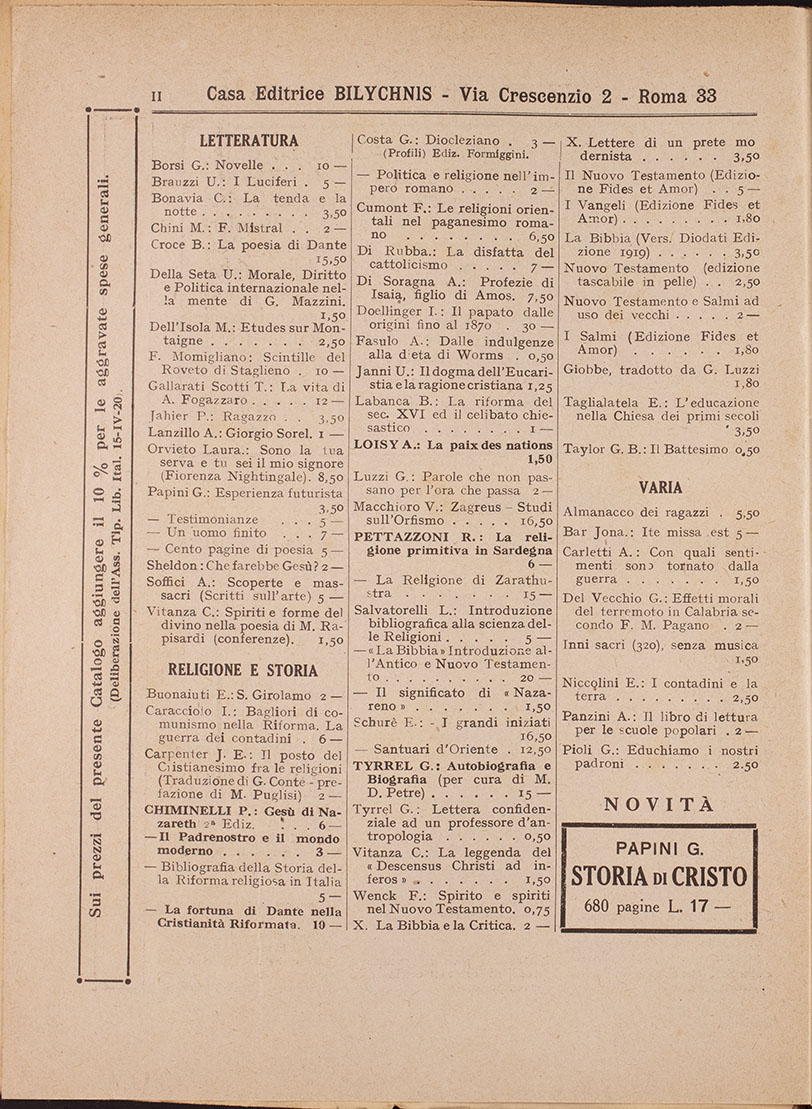 II Casa Editrice BILYCHNIS - Via Crescenzio 2 - Roma 33
Sui prezzi del presente Catalogo aggiungere il 10 % per le aggravate spese generali.
(Deliberazione dell'Ass. Tip. Lib. Ital. 15-IV-20.
LETTERATURA
Borsi G.: Novelle . . . 10 —
Brauzzi U.: I Luciferi . 5 —
Bonavia C.: La tenda e la
notte . . . . . . . . . 3,50
Chini M.: F. Mistral . . 2 —
Croce B.: La poesia di Dante
15,50
Della Seta U.: Morale, Diritto
e Politica internazionale nel-
la mente di G. Mazzini.
1,50
Dell'Isola M.: Etudes sur Mon-
taigne . . . . . . . 2,50
F. Momigliano: Scintille del
Roveto di Staglieno . 10 —
Gallarati Scotti T.: La vita di
A. Fogazzaro . . . . . 12 —
Jahier P.: Ragazzo . . 3,50
Lanzillo A.: Giorgio Sorel. 1 —
Orvieto Laura.: Sono la tua
serva e tu sei il mio signore
(Fiorenza Nightingale). 8,50
Papini G.: Esperienza futurista
3,50
— Testimonianze . . . 5 —
— Un uomo finito . . . 7 —
— Cento pagine di poesia 5 —
Sheldon : Che farebbe Gesù? 2 —
Soffici A.: Scoperte e mas-
sacri (Scritti sull'arte) 5 —
Vitanza C.: Spiriti e forme del
divino nella poesia di M. Ra-
pisardi (conferenze). 1,50
RELIGIONE E STORIA
Buonaiuti E.: S. Girolamo 2 —
Caracciolo I.: Bagliori di co-
munismo nella Riforma. La
guerra dei contadini . 6 —
Carpenter J. E.: Il posto del
Cristianesimo fra le religioni
(Traduzione di G. Conte - pre-
fazione di M. Puglisi) 2 —
CHIMINELLI P.: Gesù di Na-
zareth 2ª Ediz. . . . 6 —
— Il Padrenostro e il mondo
moderno . . . . . . 3 —
— Bibliografia della Storia del-
la Riforma religiosa in Italia
5 —
— La fortuna di Dante nella
Cristianità Riformata. 10 —
Costa G.: Diocleziano . 3 —
(Profili) Ediz. Formiggini.
— Politica e religione nell'im-
pero romano . . . . . 2 —
Cumont F.: Le religioni orien-
tali nel paganesimo roma-
no . . . . . . . . 6,50
Di Rubba.: La disfatta del
cattolicismo . . . . . 7 —
Di Soragna A.: Profezie di
Isaia, figlio di Amos. 7,50
Doellinger I.: Il papato dalle
origini fino al 1870 . 30 —
Fasulo A.: Dalle indulgenze
alla dieta di Worms . 0,50
Janni U.: Il dogma dell'Eucari-
stia e la ragione cristiana 1,25
Labanca B.: La riforma del
sec. XVI ed il celibato chie-
sastico . . . . . . . 1 —
LOISY A.: La paix des nations
1,50
Luzzi G.: Parole che non pas-
sano per l'ora che passa 2 —
Macchioro V.: Zagreus - Studi
sull'Orfismo . . . . . 16,50
PETTAZZONI R.: La reli-
gione primitiva in Sardegna
6 —
— La Religione di Zarathu-
stra . . . . . . . . 15 —
Salvatorelli L.: Introduzione
bibliografica alla scienza del-
le Religioni . . . . . 5 —
— « La Bibbia » Introduzione al-
l'Antico e Nuovo Testamen-
to . . . . . . . . . 20 —
— Il significato di « Naza-
reno » . . . . . . . 1,50
Schurè E.: - I grandi iniziati
16,50
— Santuari d'Oriente . 12,50
TYRREL G.: Autobiografia e
Biografia (per cura di M.
D. Petre) . . . . . . 15 —
Tyrrel G.: Lettera confiden-
ziale ad un professore d'an-
tropologia . . . . . . 0,50
Vitanza C.: La leggenda del
« Descensus Christi ad in-
feros » . . . . . . . 1,50
Wenck F.: Spirito e spiriti
nel Nuovo Testamento. 0,75
X. La Bibbia e la Critica. 2 —
X. Lettere di un prete mo
dernista . . . . . . 3,50
Il Nuovo Testamento (Edizio-
ne Fides et Amor) . . 5 —
I Vangeli (Edizione Fides et
Amor) . . . . . . . . 1,80
La Bibbia (Vers. Diodati Edi-
zione 1919) . . . . . . 3,50
Nuovo Testamento (edizione
tascabile in pelle) . . 2,50
Nuovo Testamento e Salmi ad
uso dei vecchi . . . . . 2 —
I Salmi (Edizione Fides et
Amor) . . . . . . . 1,80
Giobbe, tradotto da G. Luzzi
1,80
Taglialatela E.: L'educazione
nella Chiesa dei primi secoli
3,50
Taylor G. B.: Il Battesimo 0,50
VARIA
Almanacco dei ragazzi . 5,50
Bar Jona.: Ite missa est 5 —
Carletti A.: Con quali senti-
menti sono tornato dalla
guerra . . . . . . . 1,50
Del Vecchio G.: Effetti morali
del terremoto in Calabria se-
condo F. M. Pagano . 2 —
Inni sacri (320), senza musica
1,50
Niccolini E.: I contadini e la
terra . . . . . . . . 2,50
Panzini A.: Il libro di lettura
per le scuole popolari . 2 —
Pioli G.: Educhiamo i nostri
padroni . . . . . . . 2.50
NOVITÀ
PAPINI G.
STORIA DI CRISTO
680 pagine L. 17 —